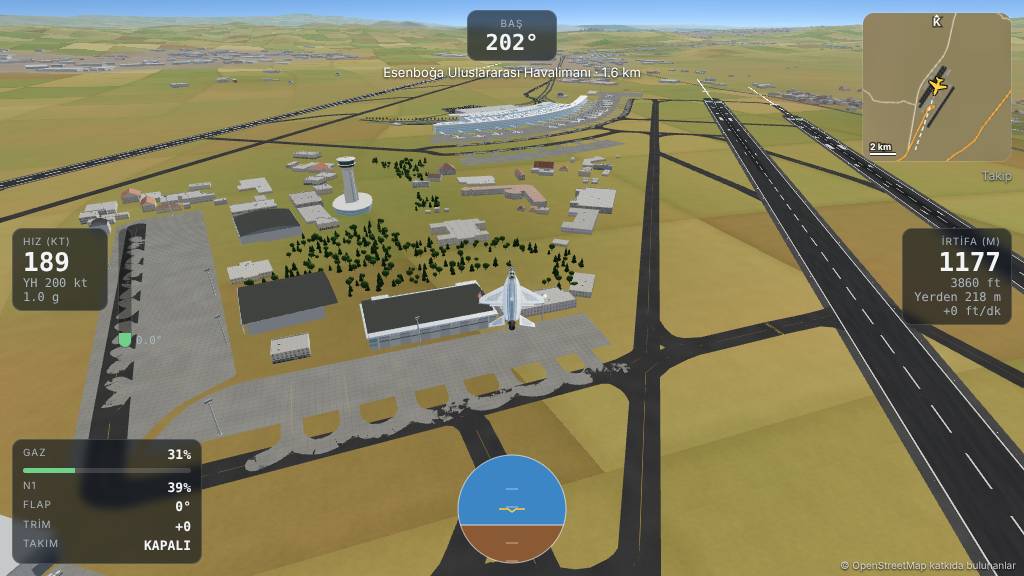 BAŞ
202°
Esenboğa Uluslararası Havalimanı · 1.6 km
K
2 km
Takip
HIZ (KT)
189
YH 200 kt
1.0 g
İRTİFA (M)
1177
3860 ft
Yerden 218 m
+0 ft/dk
0.0°
GAZ 31%
N1 39%
FLAP 0°
TRİM +0
TAKIM KAPALI
© OpenStreetMap katkıda bulunanlar